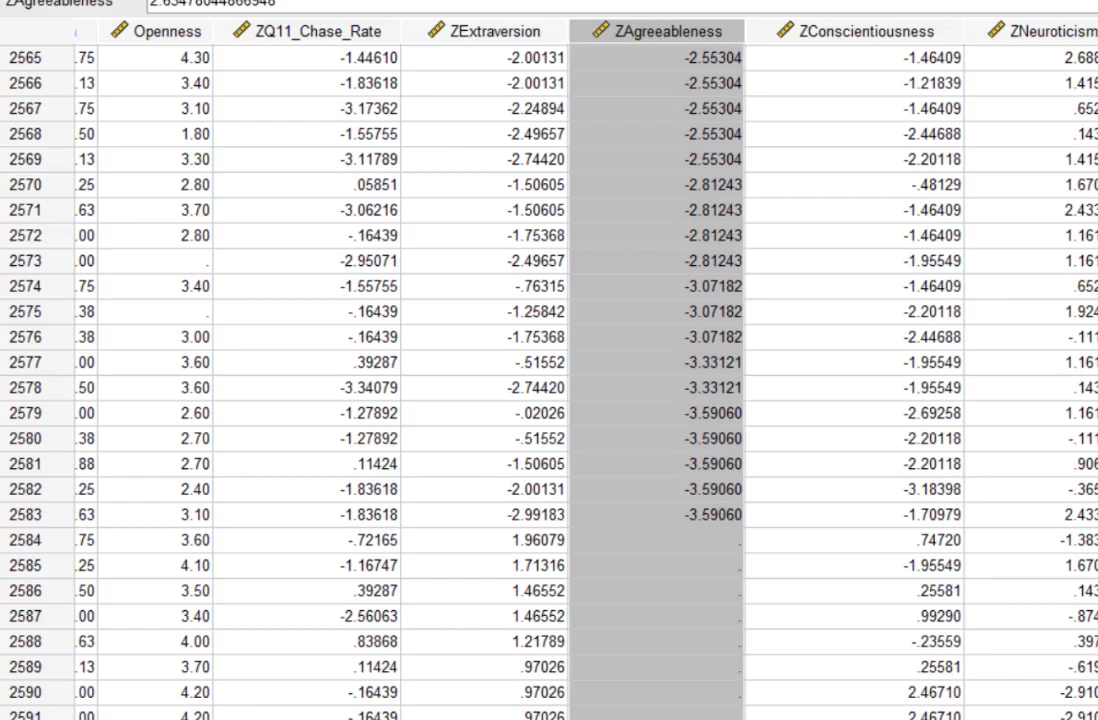 ZAgreeableness 2.63478044866948
Openness ZQ11_Chase_Rate ZExtraversion ZAgreeableness ZConscientiousness ZNeuroticism
2565 .75 4.30 -1.44610 -2.00131 -2.55304 -1.46409 2.688
2566 .13 3.40 -1.83618 -2.00131 -2.55304 -1.21839 1.415
2567 .75 3.10 -3.17362 -2.24894 -2.55304 -1.46409 .652
2568 .50 1.80 -1.55755 -2.49657 -2.55304 -2.44688 .143
2569 .13 3.30 -3.11789 -2.74420 -2.55304 -2.20118 1.415
2570 .25 2.80 .05851 -1.50605 -2.81243 -.48129 1.670
2571 .63 3.70 -3.06216 -1.50605 -2.81243 -1.46409 2.433
2572 .00 2.80 -.16439 -1.75368 -2.81243 -1.46409 1.161
2573 .00 . -2.95071 -2.49657 -2.81243 -1.95549 1.161
2574 .75 3.40 -1.55755 -.76315 -3.07182 -1.46409 .652
2575 .38 . -.16439 -1.25842 -3.07182 -2.20118 1.924
2576 .38 3.00 -.16439 -1.75368 -3.07182 -2.44688 -.111
2577 .00 3.60 .39287 -.51552 -3.33121 -1.95549 1.161
2578 .50 3.60 -3.34079 -2.74420 -3.33121 -1.95549 .143
2579 .00 2.60 -1.27892 -.02026 -3.59060 -2.69258 1.161
2580 .38 2.70 -1.27892 -.51552 -3.59060 -2.20118 -.111
2581 .88 2.70 .11424 -1.50605 -3.59060 -2.20118 .906
2582 .25 2.40 -1.83618 -2.00131 -3.59060 -3.18398 -.365
2583 .63 3.10 -1.83618 -2.99183 -3.59060 -1.70979 2.433
2584 .75 3.60 -.72165 1.96079 . .74720 -1.383
2585 .25 4.10 -1.16747 1.71316 . -1.95549 1.670
2586 .50 3.50 .39287 1.46552 . .25581 .143
2587 .00 3.40 -2.56063 1.46552 . .99290 -.874
2588 .63 4.00 .83868 1.21789 . -.23559 .397
2589 .13 3.70 .11424 .97026 . .25581 -.619
2590 .00 4.20 -.16439 .97026 . 2.46710 -2.910
2591 .00 4.20 -.16439 .97026 2.46710 -2.910